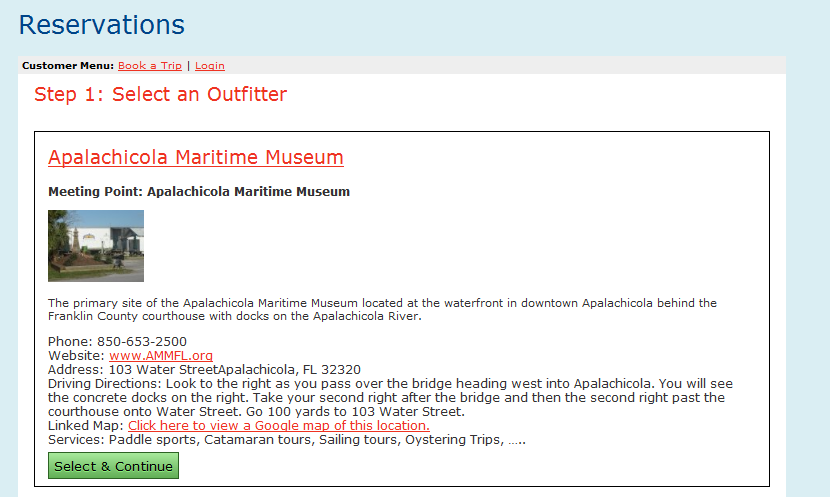 Reservations
Customer Menu: Book a Trip | Login
Step 1: Select an Outfitter
Apalachicola Maritime Museum
Meeting Point: Apalachicola Maritime Museum
The primary site of the Apalachicola Maritime Museum located at the waterfront in downtown Apalachicola behind the
Franklin County courthouse with docks on the Apalachicola River.
Phone: 850-653-2500
Website: www.AMMFL.org
Address: 103 Water StreetApalachicola, FL 32320
Driving Directions: Look to the right as you pass over the bridge heading west into Apalachicola. You will see
the concrete docks on the right. Take your second right after the bridge and then the second right past the
courthouse onto Water Street. Go 100 yards to 103 Water Street.
Linked Map: Click here to view a Google map of this location.
Services: Paddle sports, Catamaran tours, Sailing tours, Oystering Trips, .....
Select & Continue